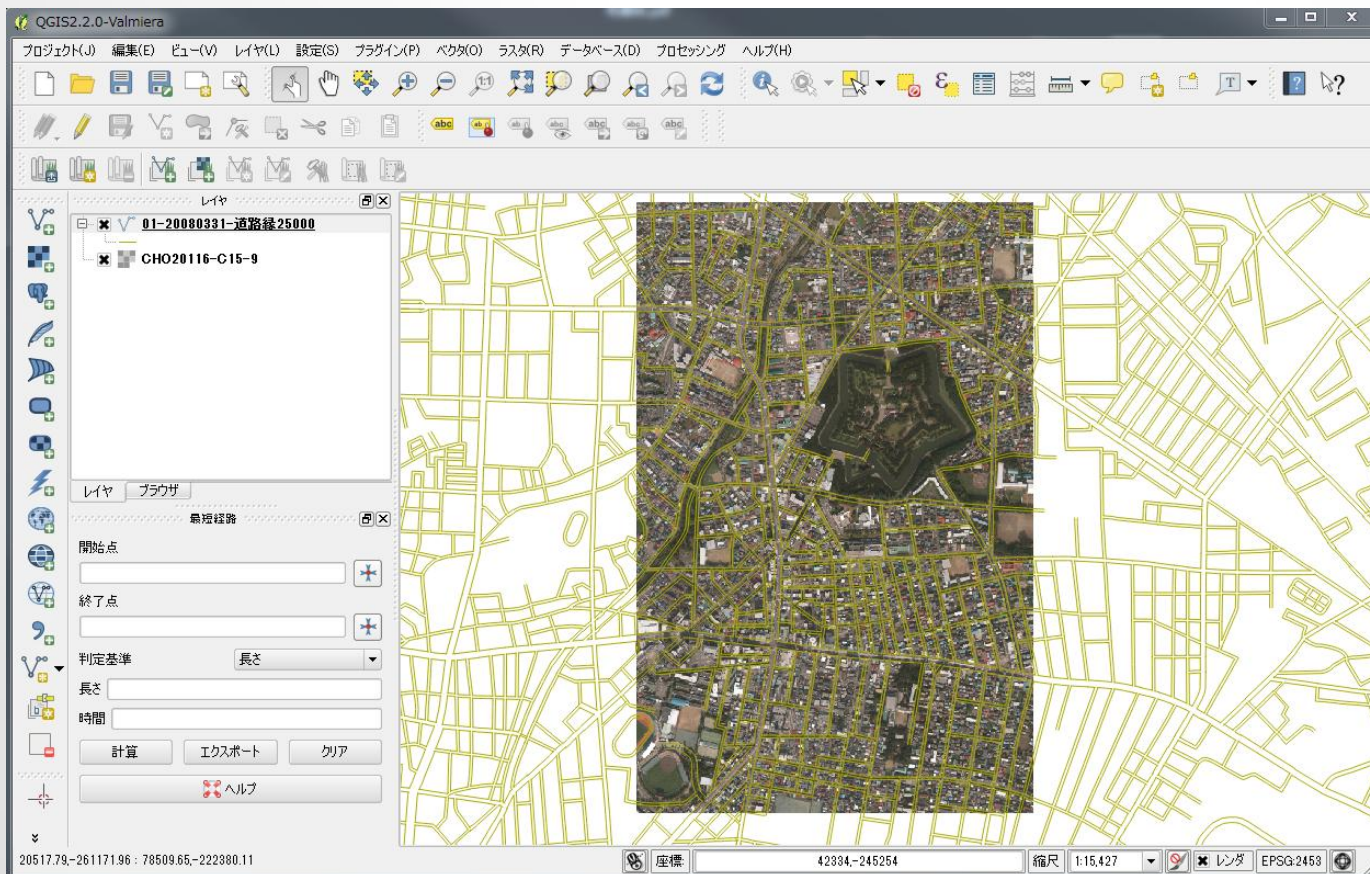 QGIS2.2.0-Valmiera
プロジェクト(J) 編集(E) ビュー(V) レイヤ(L) 設定(S) プラグイン(P) ベクタ(O) ラスタ(R) データベース(D) プロセッシング ヘルプ(H)
レイヤ
01-20080331-道路縁25000
CHO20116-C15-9
レイヤ ブラウザ
最短経路
開始点
終了点
判定基準 長さ
長さ
時間
計算 エクスポート クリア
ヘルプ
20517.79,-261171.96 : 78509.65,-222380.11 座標: 42334,-245254 縮尺 1:15,427 レンダ EPSG:2453